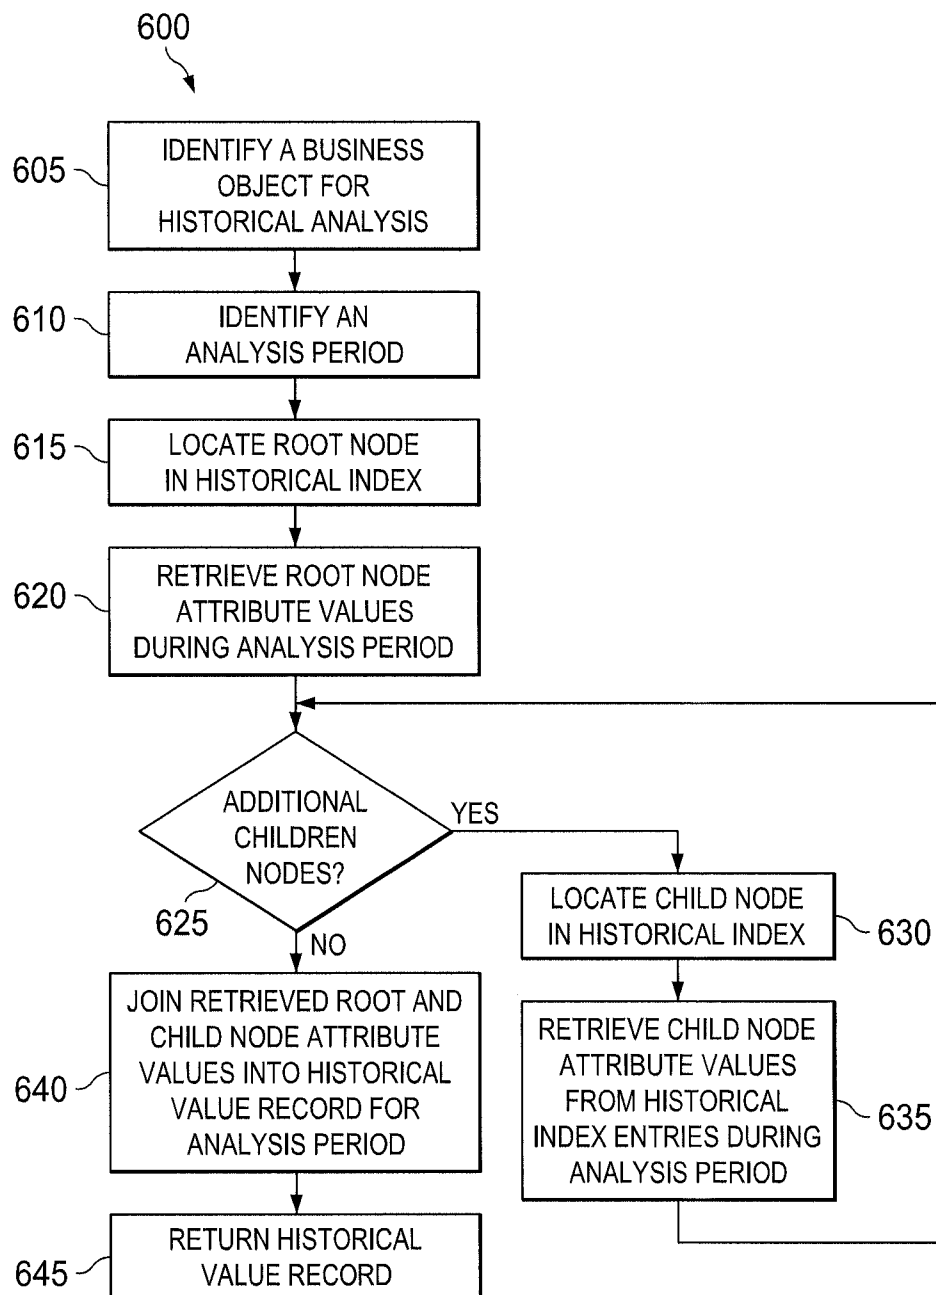 600
605
IDENTIFY A BUSINESS
OBJECT FOR
HISTORICAL ANALYSIS
610
IDENTIFY AN
ANALYSIS PERIOD
615
LOCATE ROOT NODE
IN HISTORICAL INDEX
620
RETRIEVE ROOT NODE
ATTRIBUTE VALUES
DURING ANALYSIS PERIOD
ADDITIONAL
CHILDREN
NODES?
625
YES
NO
LOCATE CHILD NODE
IN HISTORICAL INDEX
630
RETRIEVE CHILD NODE
ATTRIBUTE VALUES
FROM HISTORICAL
INDEX ENTRIES DURING
ANALYSIS PERIOD
635
640
JOIN RETRIEVED ROOT AND
CHILD NODE ATTRIBUTE
VALUES INTO HISTORICAL
VALUE RECORD FOR
ANALYSIS PERIOD
645
RETURN HISTORICAL
VALUE RECORD